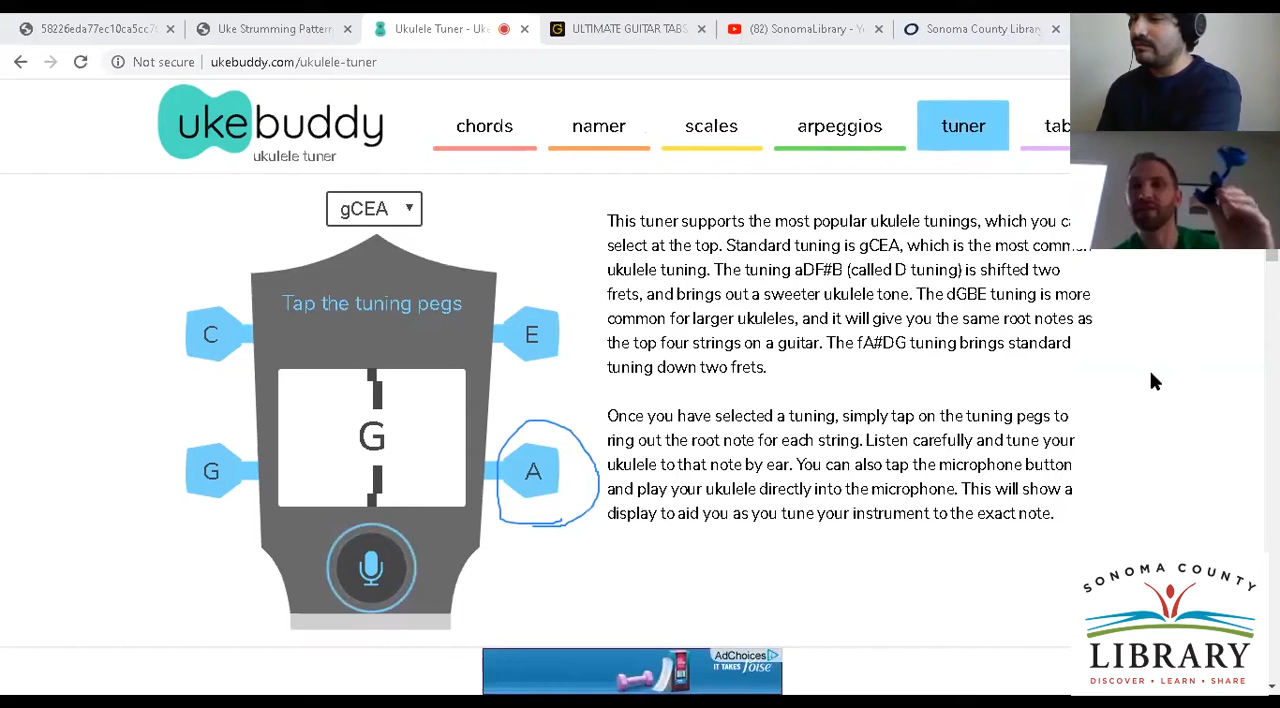 58226eda77ec10ca5cc7
Uke Strumming Pattern
Ukulele Tuner - Uke
ULTIMATE GUITAR TABS
(82) SonomaLibrary - Y
Sonoma County Library
Not secure
ukebuddy.com/ukulele-tuner
ukebuddy
ukulele tuner
chords
namer
scales
arpeggios
tuner
tab
gCEA
Tap the tuning pegs
C
E
G
G
A
This tuner supports the most popular ukulele tunings, which you ca
select at the top. Standard tuning is gCEA, which is the most comm
ukulele tuning. The tuning aDF#B (called D tuning) is shifted two
frets, and brings out a sweeter ukulele tone. The dGBE tuning is more
common for larger ukuleles, and it will give you the same root notes as
the top four strings on a guitar. The fA#DG tuning brings standard
tuning down two frets.
Once you have selected a tuning, simply tap on the tuning pegs to
ring out the root note for each string. Listen carefully and tune your
ukulele to that note by ear. You can also tap the microphone button
and play your ukulele directly into the microphone. This will show a
display to aid you as you tune your instrument to the exact note.
AdChoices
IT TAKES
SONOMA COUNTY
LIBRARY
DISCOVER • LEARN • SHARE